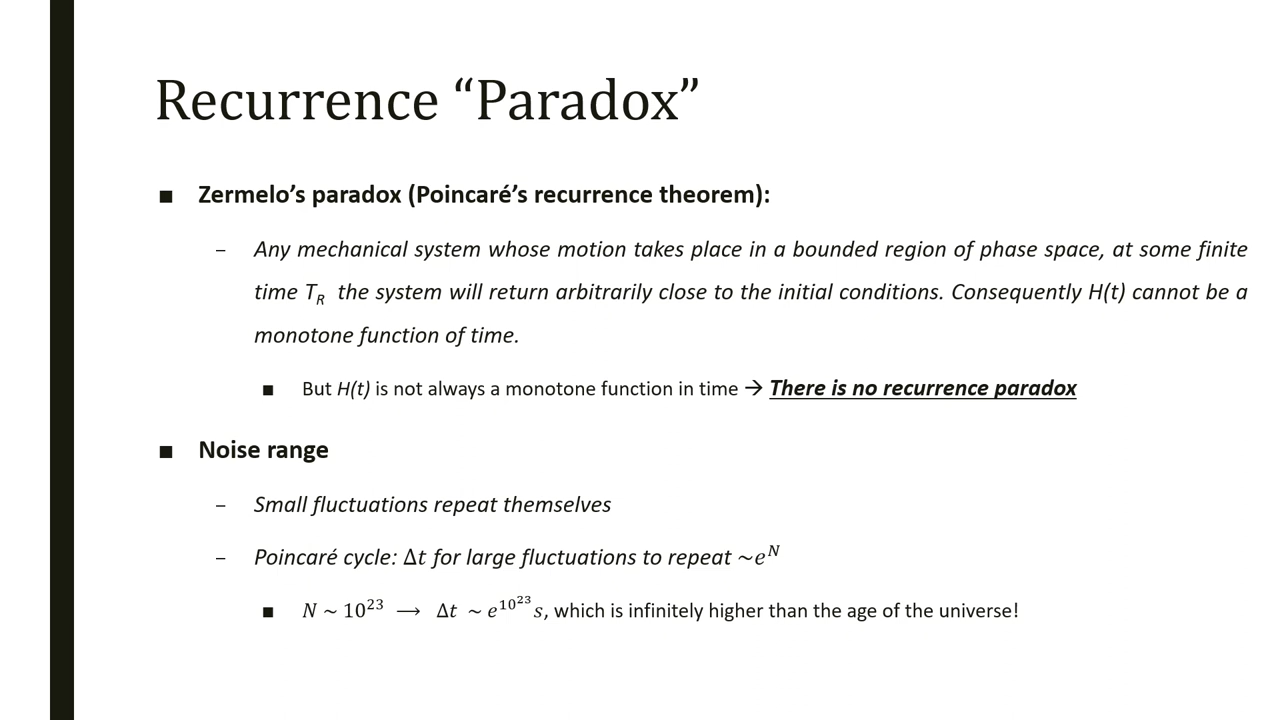 Recurrence “Paradox”
■ Zermelo’s paradox (Poincaré’s recurrence theorem):
– Any mechanical system whose motion takes place in a bounded region of phase space, at some finite
time T_R the system will return arbitrarily close to the initial conditions. Consequently H(t) cannot be a
monotone function of time.
■ But H(t) is not always a monotone function in time → There is no recurrence paradox
■ Noise range
– Small fluctuations repeat themselves
– Poincaré cycle: Δt for large fluctuations to repeat ~e^N
■ N ~ 10^23 ⟶ Δt ~ e^10^23 s, which is infinitely higher than the age of the universe!